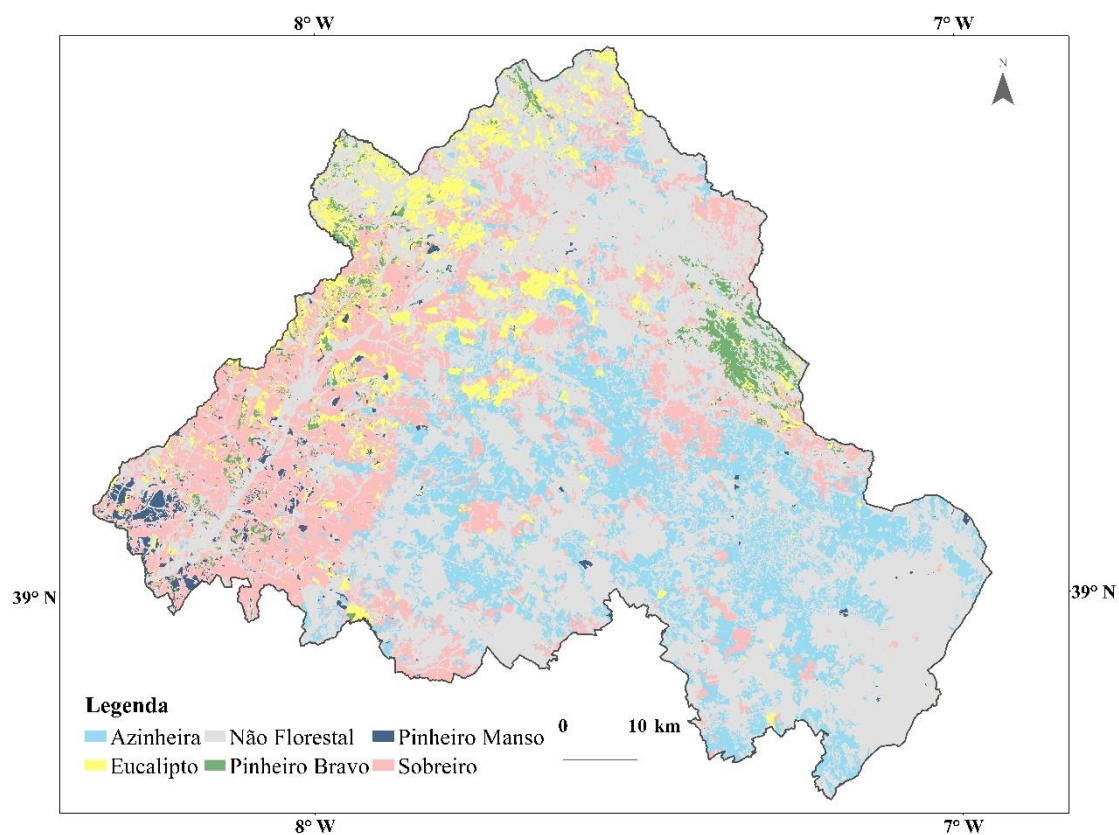 8° W 7° W
N
39° N 39° N
Legenda
0 10 km
Azinheira Não Florestal Pinheiro Manso
Eucalipto Pinheiro Bravo Sobreiro
8° W 7° W